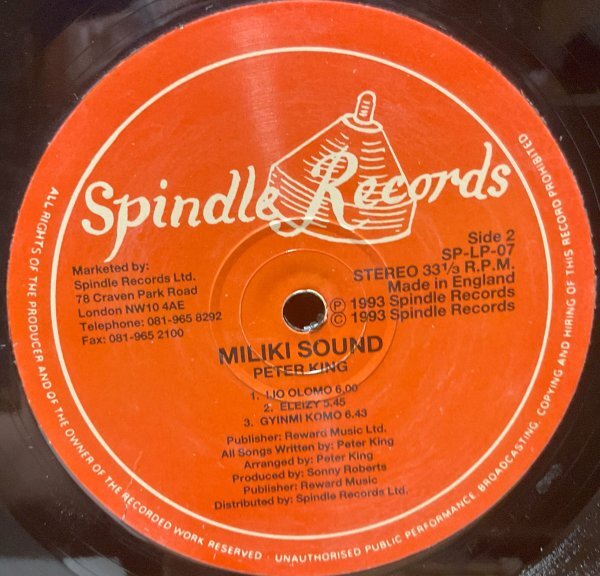 Spindle Records
Side 2
SP-LP-07
STEREO 33⅓ R.P.M.
Made in England
Ⓟ 1993 Spindle Records
© 1993 Spindle Records
Marketed by:
Spindle Records Ltd.
78 Craven Park Road
London NW10 4AE
Telephone: 081-965 8292
Fax: 081-965 2100
MILIKI SOUND
PETER KING
1. IJO OLOMO 6.00
2. ELEIZY 5.45
3. GYINMI KOMO 6.43
Publisher: Reward Music Ltd.
All Songs Written by: Peter King
Arranged by: Peter King
Produced by: Sonny Roberts
Publisher: Reward Music
Distributed by: Spindle Records Ltd.
ALL RIGHTS OF THE PRODUCER AND OF THE OWNER OF THE RECORDED WORK RESERVED · UNAUTHORISED PUBLIC PERFORMANCE BROADCASTING, COPYING AND HIRING OF THIS RECORD PROHIBITED